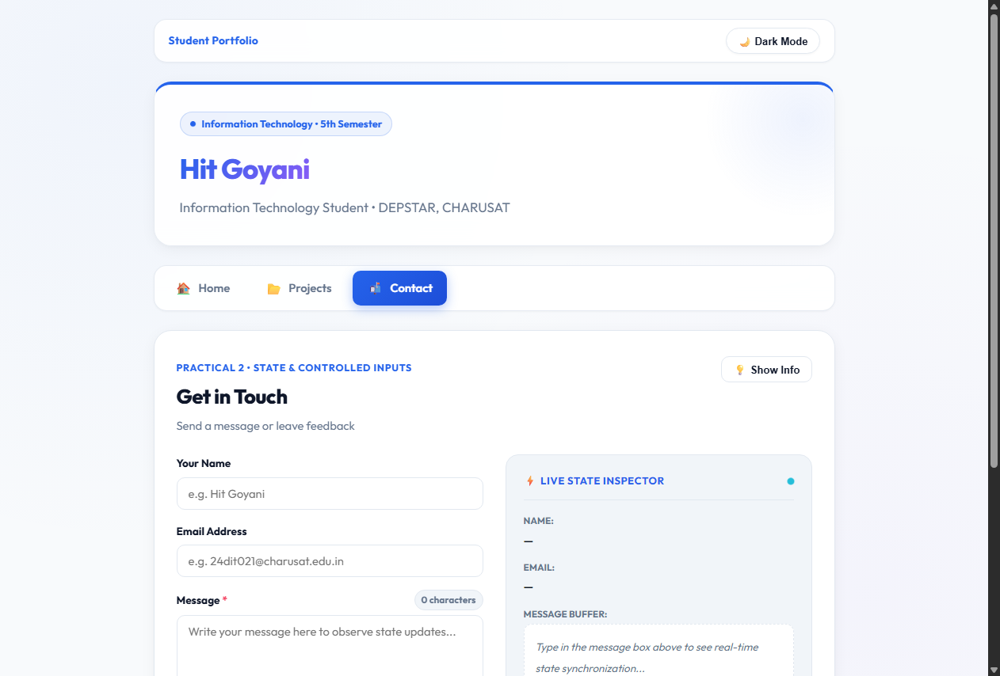 Student Portfolio
🌙 Dark Mode
Information Technology • 5th Semester
Hit Goyani
Information Technology Student • DEPSTAR, CHARUSAT
🏠 Home
📂 Projects
📬 Contact
PRACTICAL 2 • STATE & CONTROLLED INPUTS
💡 Show Info
Get in Touch
Send a message or leave feedback
Your Name
e.g. Hit Goyani
Email Address
e.g. 24dit021@charusat.edu.in
Message *
0 characters
Write your message here to observe state updates...
⚡ LIVE STATE INSPECTOR
NAME:
—
EMAIL:
—
MESSAGE BUFFER:
Type in the message box above to see real-time
state synchronization...